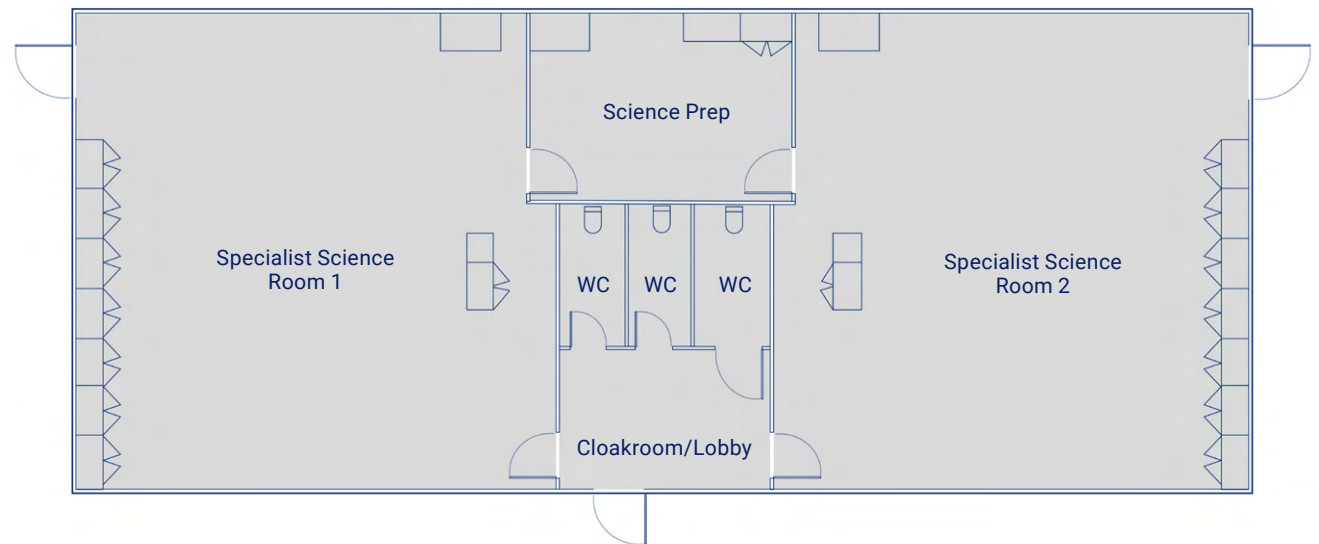 Science Prep
Specialist Science
Room 1
WC
WC
WC
Specialist Science
Room 2
Cloakroom/Lobby